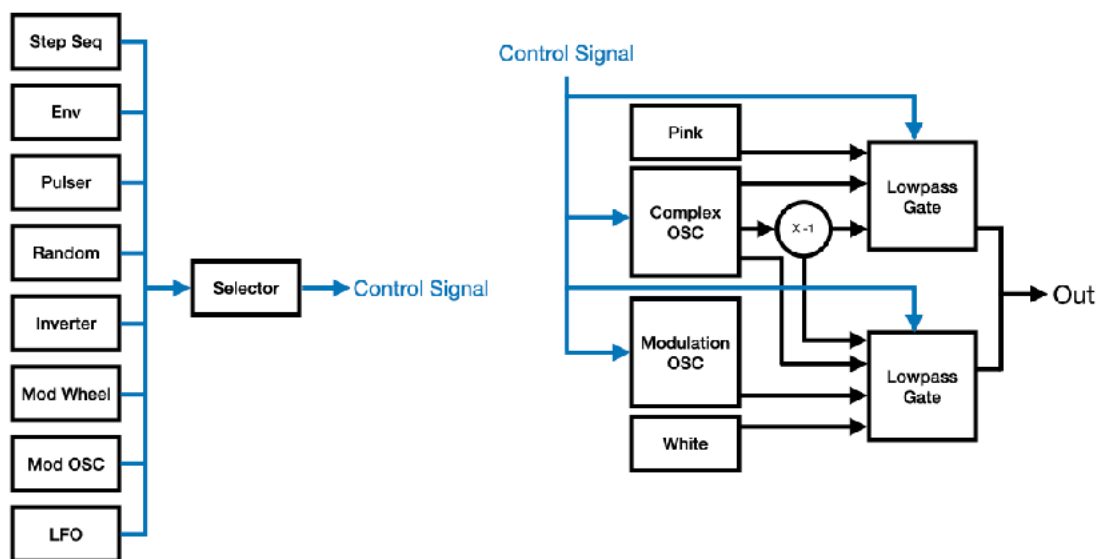 Step Seq
Env
Pulser
Random
Inverter
Mod Wheel
Mod OSC
LFO
Selector
Control Signal
Control Signal
Pink
Complex
OSC
X -1
Modulation
OSC
White
Lowpass
Gate
Lowpass
Gate
Out